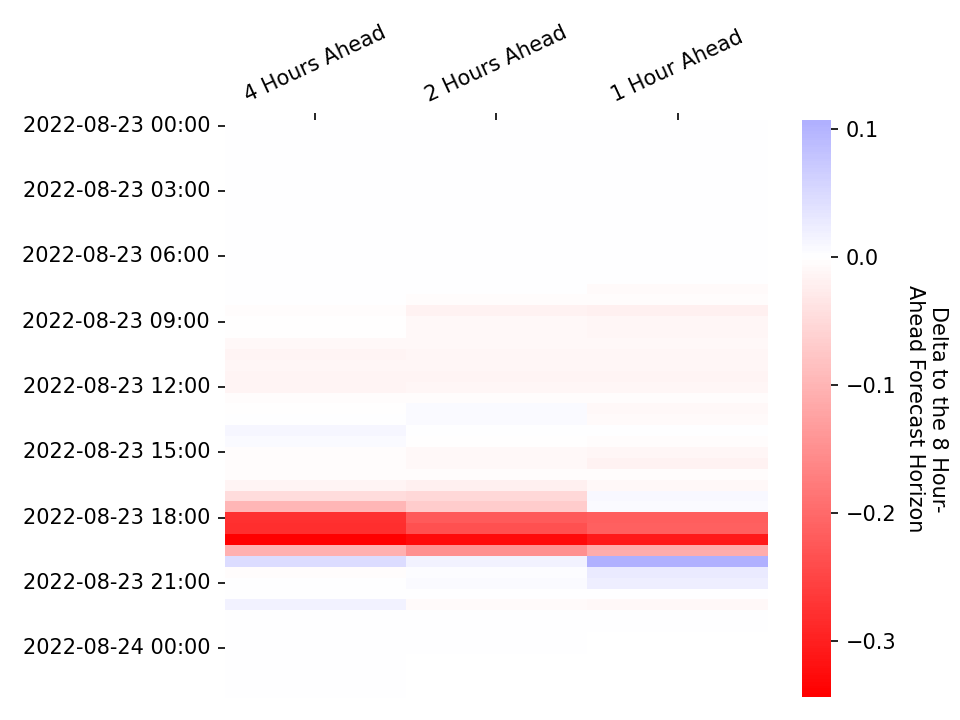 4 Hours Ahead
2 Hours Ahead
1 Hour Ahead
2022-08-23 00:00
2022-08-23 03:00
2022-08-23 06:00
2022-08-23 09:00
2022-08-23 12:00
2022-08-23 15:00
2022-08-23 18:00
2022-08-23 21:00
2022-08-24 00:00
0.1
0.0
−0.1
−0.2
−0.3
Delta to the 8 Hour-
Ahead Forecast Horizon